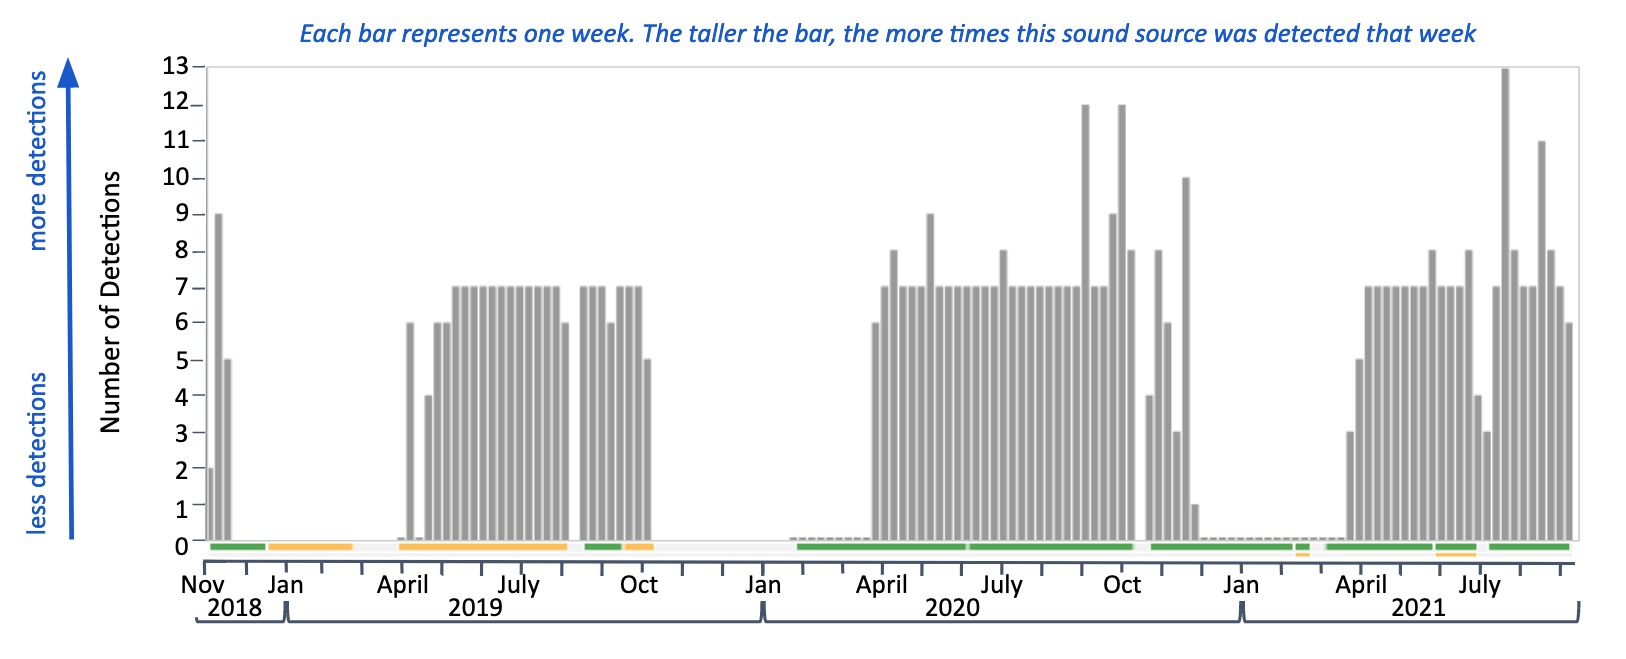 Each bar represents one week. The taller the bar, the more times this sound source was detected that week
more detections
less detections
Number of Detections
13
12
11
10
9
8
7
6
5
4
3
2
1
0
Nov Jan April July Oct Jan April July Oct Jan April July
2018 2019 2020 2021